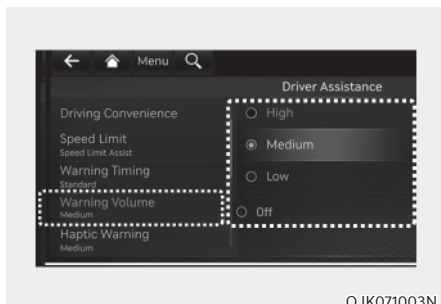 Menu
Driver Assistance
Driving Convenience
Speed Limit
Speed Limit Assist
Warning Timing
Standard
Warning Volume
Medium
Haptic Warning
Medium
High
Medium
Low
Off
OJK071003N